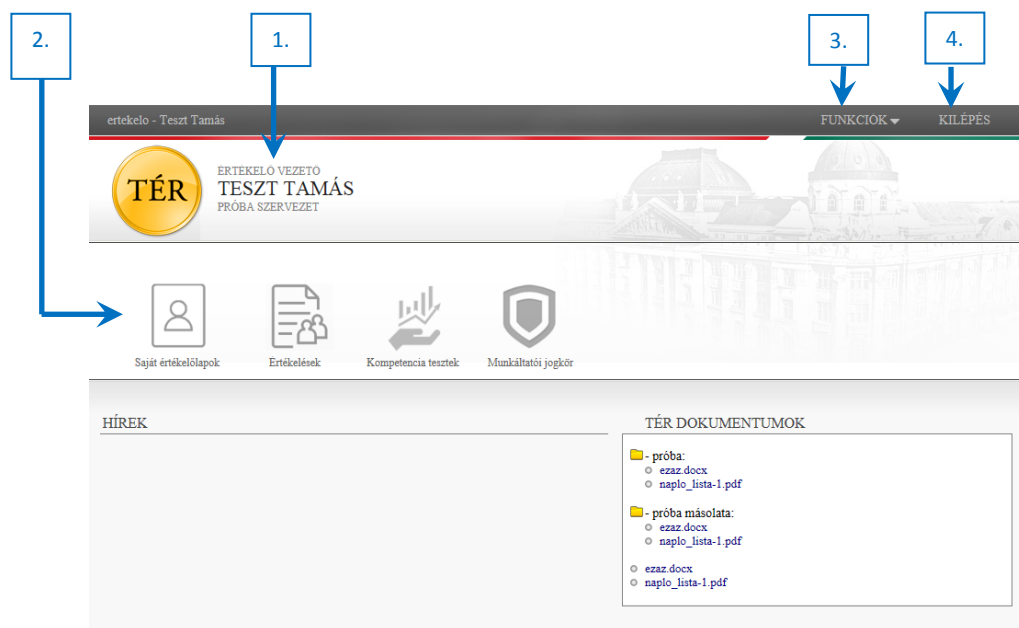 2.
1.
3.
4.
ertekelo - Teszt Tamás
FUNKCIÓK
KILÉPÉS
TÉR
ÉRTÉKELŐ VEZETŐ
TESZT TAMÁS
PRÓBA SZERVEZET
Saját értékelőlapok
Értékelések
Kompetencia tesztek
Munkáltatói jogkör
HÍREK
TÉR DOKUMENTUMOK
- próba:
ezaz.docx
naplo_lista-1.pdf
- próba másolata:
ezaz.docx
naplo_lista-1.pdf
ezaz.docx
naplo_lista-1.pdf